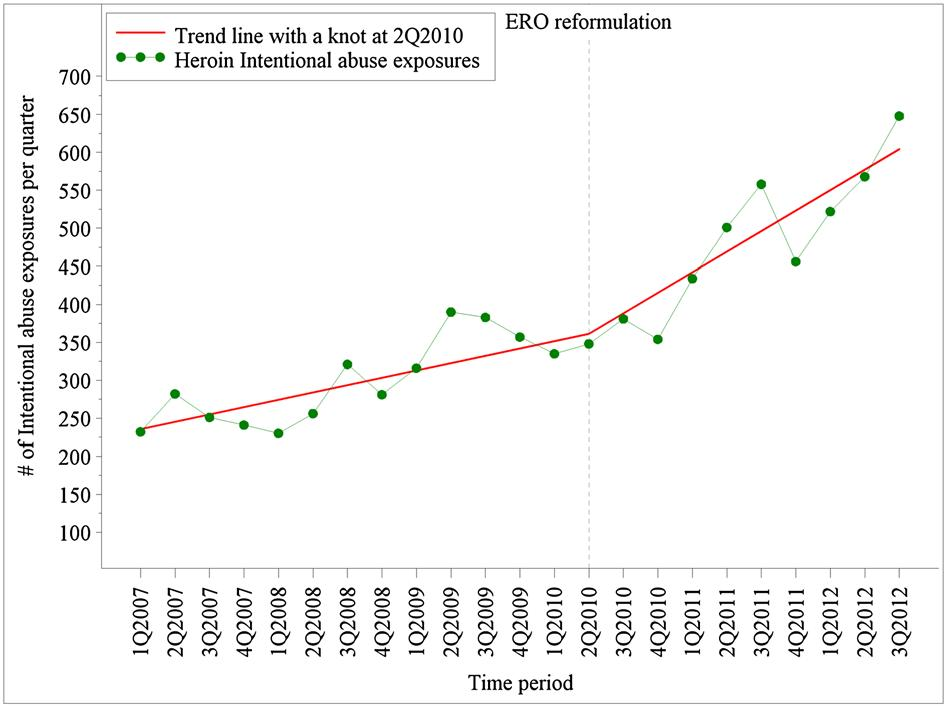 ERO reformulation
Trend line with a knot at 2Q2010
Heroin Intentional abuse exposures
# of Intentional abuse exposures per quarter
700
650
600
550
500
450
400
350
300
250
200
150
100
1Q2007
2Q2007
3Q2007
4Q2007
1Q2008
2Q2008
3Q2008
4Q2008
1Q2009
2Q2009
3Q2009
4Q2009
1Q2010
2Q2010
3Q2010
4Q2010
1Q2011
2Q2011
3Q2011
4Q2011
1Q2012
2Q2012
3Q2012
Time period